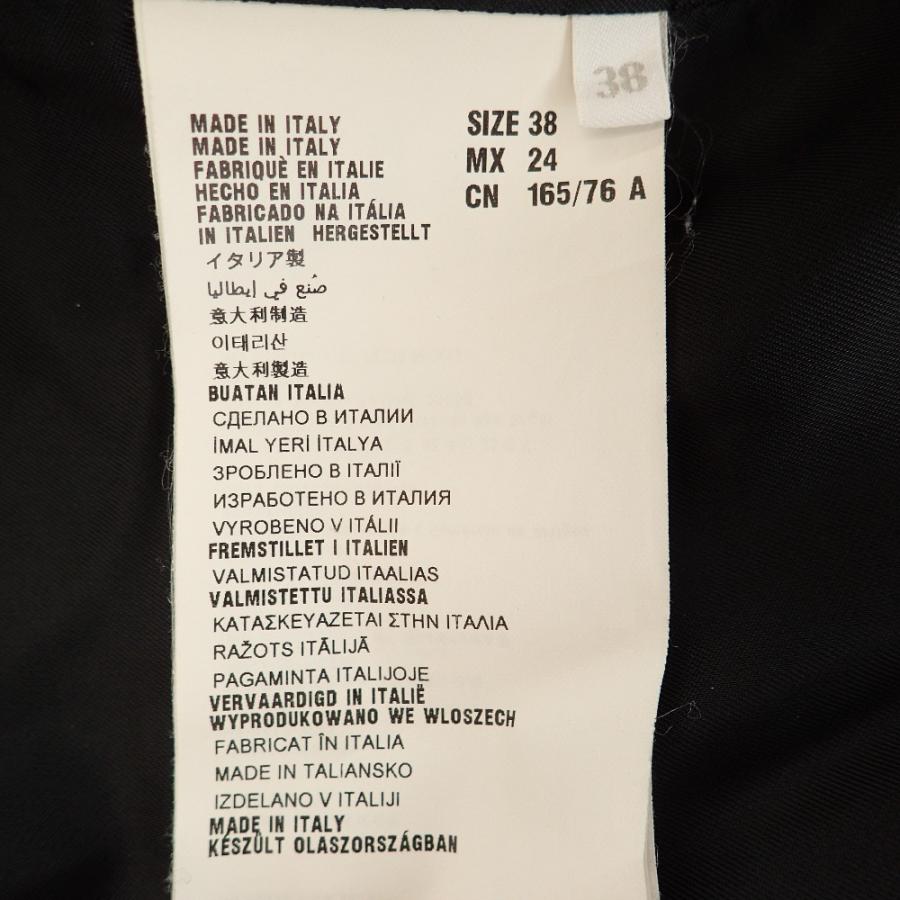 38
SIZE 38
MX 24
CN 165/76 A
MADE IN ITALY
MADE IN ITALY
FABRIQUÈ EN ITALIE
HECHO EN ITALIA
FABRICADO NA ITÁLIA
IN ITALIEN HERGESTELLT
イタリア製
صُنع في إيطاليا
意大利制造
이태리산
意大利製造
BUATAN ITALIA
СДЕЛАНО В ИТАЛИИ
İMAL YERİ İTALYA
ЗРОБЛЕНО В ІТАЛІЇ
ИЗРАБОТЕНО В ИТАЛИЯ
VYROBENO V ITÁLII
FREMSTILLET I ITALIEN
VALMISTATUD ITAALIAS
VALMISTETTU ITALIASSA
ΚΑΤΑΣΚΕΥΑΖΕΤΑΙ ΣΤΗΝ ΙΤΑΛΙΑ
RAŽOTS ITĀLIJĀ
PAGAMINTA ITALIJOJE
VERVAARDIGD IN ITALIË
WYPRODUKOWANO WE WLOSZECH
FABRICAT ÎN ITALIA
MADE IN TALIANSKO
IZDELANO V ITALIJI
MADE IN ITALY
KÉSZÜLT OLASZORSZÁGBAN